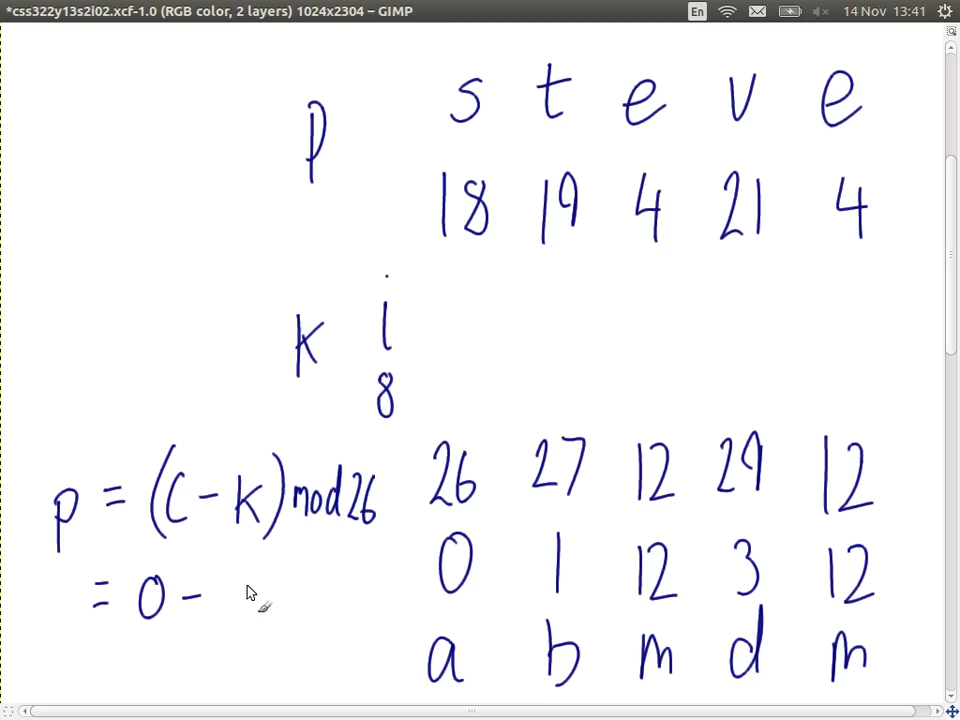 *css322y13s2i02.xcf-1.0 (RGB color, 2 layers) 1024x2304 – GIMP En 14 Nov 13:41
p s t e v e
18 19 4 21 4
k i
8
p = (C - K) mod 26 26 27 12 29 12
= 0 - 0 1 12 3 12
a b m d m